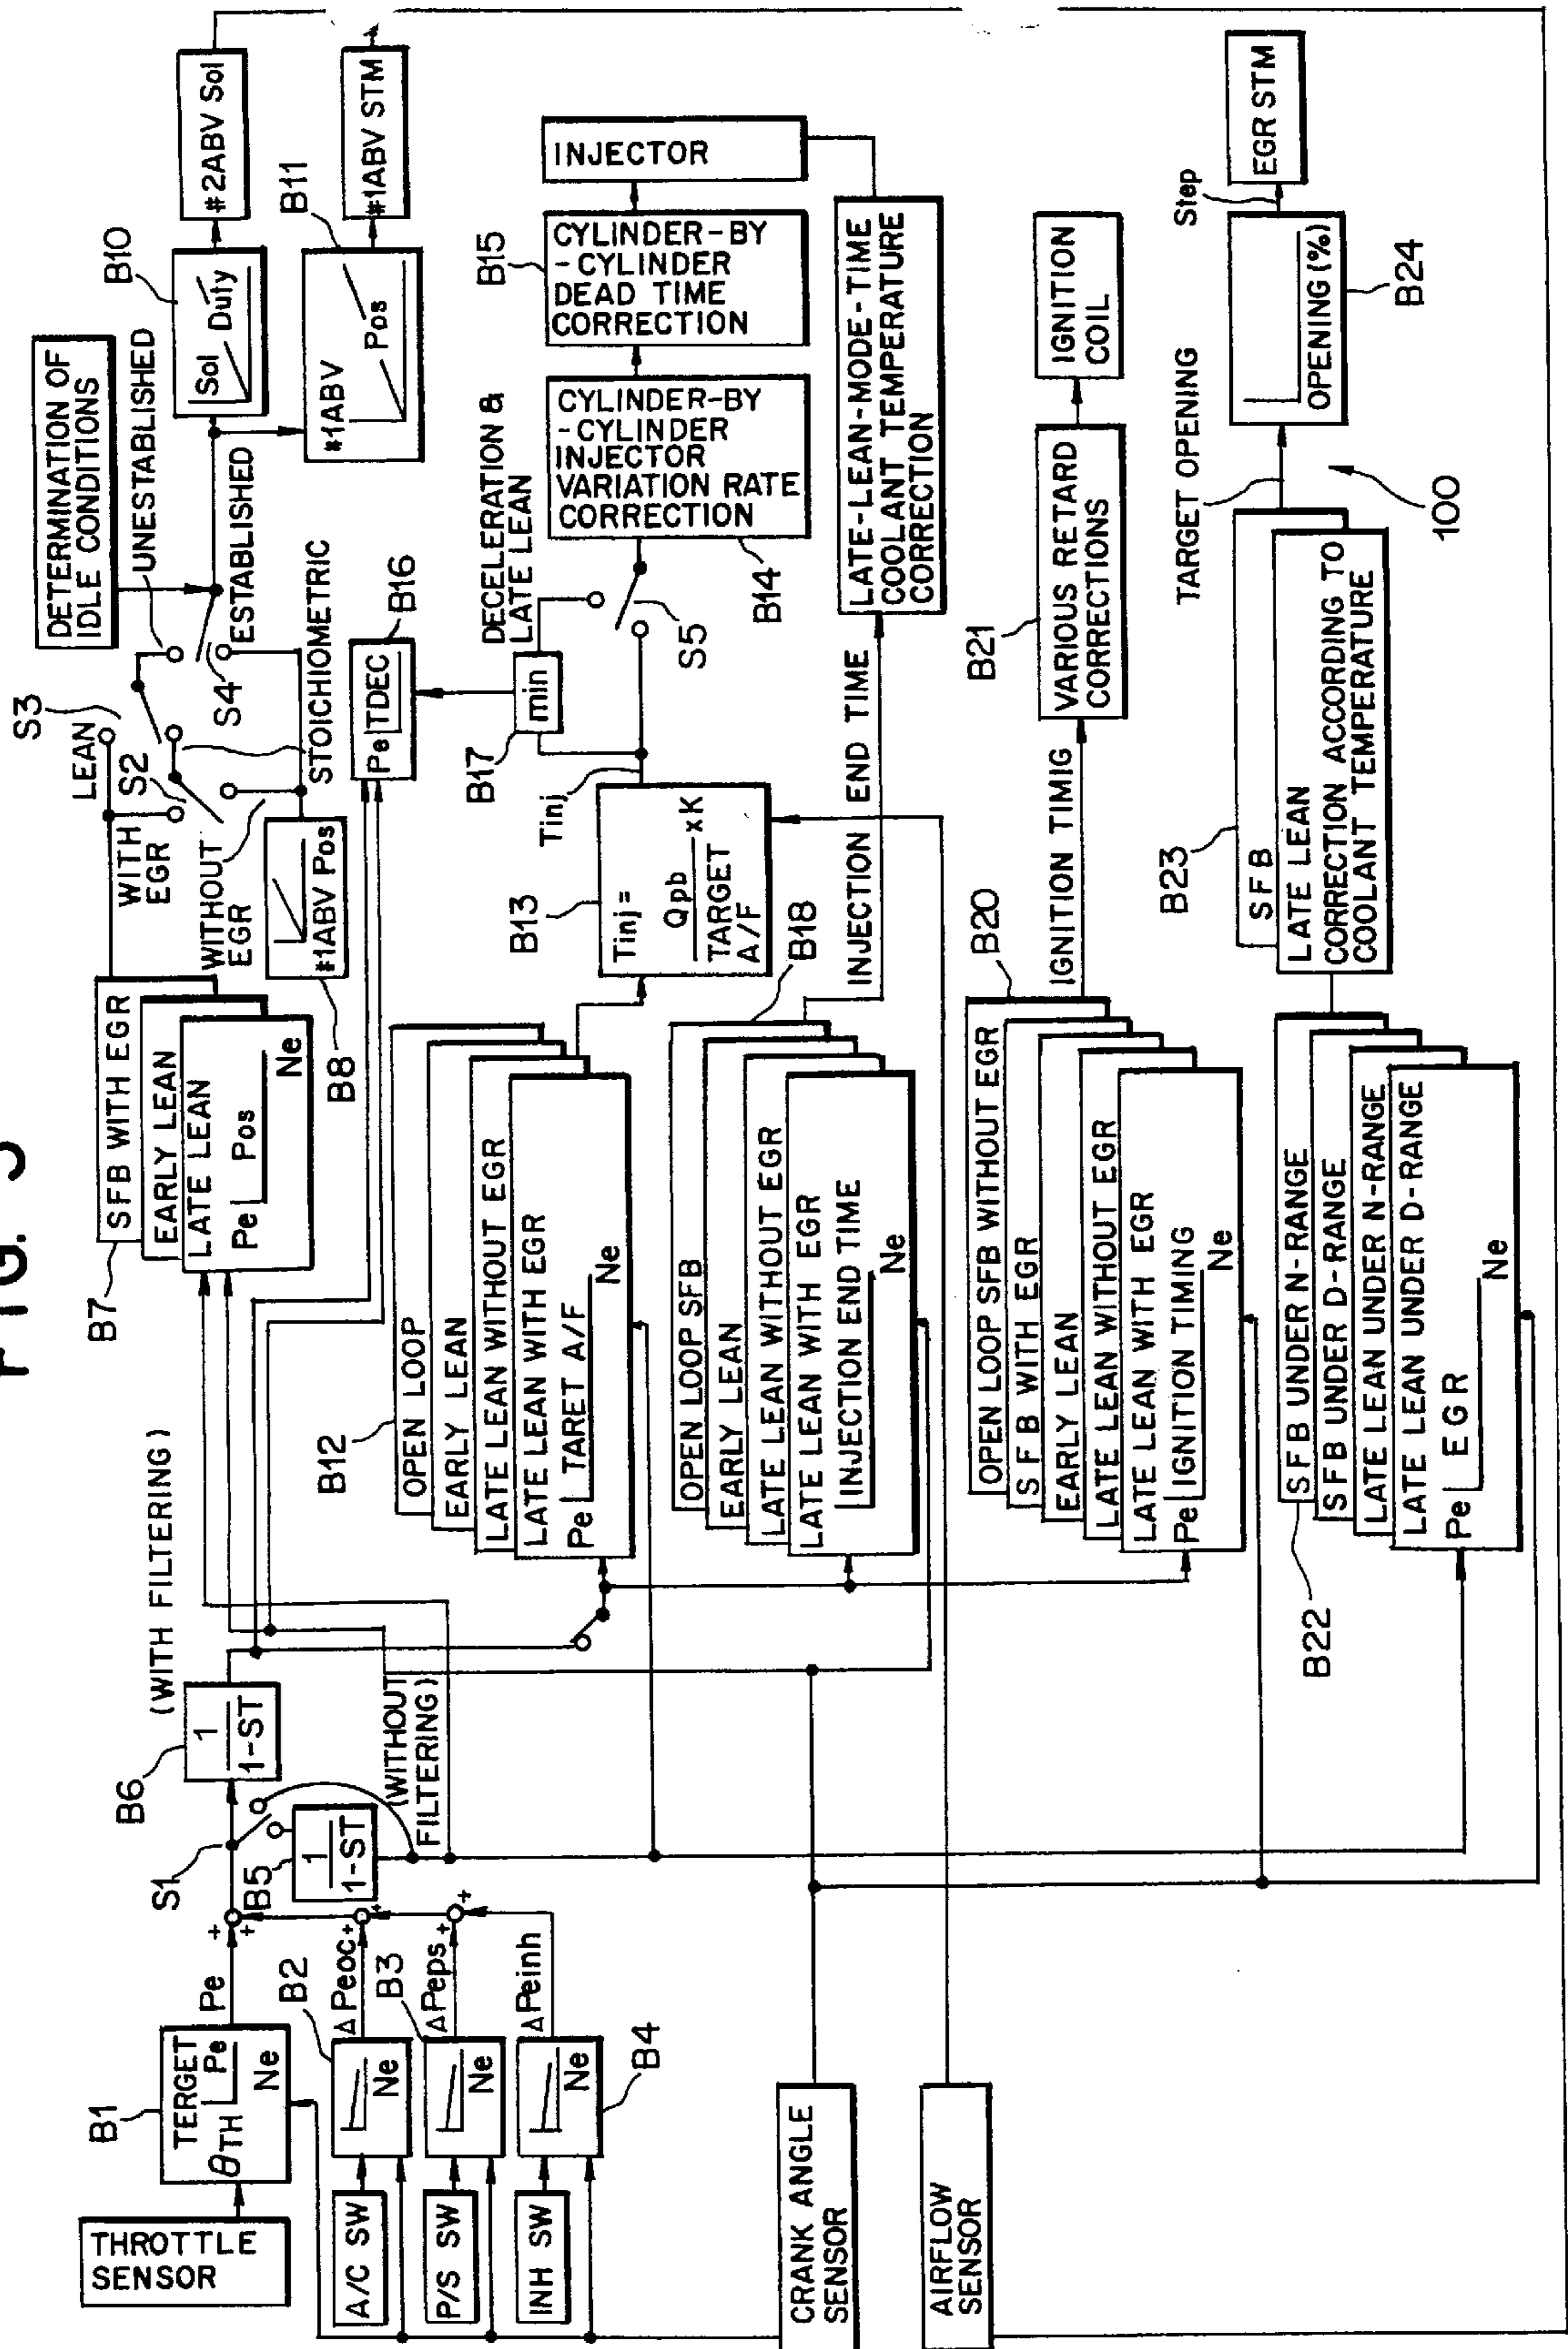 FIG. 3
THROTTLE
SENSOR
B1
TERGET
θTH Pe
Ne
Pe
A/C SW
B2
Ne
ΔPeoc
P/S SW
B3
Ne
ΔPeps
INH SW
B4
Ne
ΔPeinh
+
+
+
+
+
+
CRANK ANGLE
SENSOR
AIRFLOW
SENSOR
S1
B5
1
1-ST
B6
1
1-ST
(WITH FILTERING)
(WITHOUT
FILTERING)
B7
SFB WITH EGR
EARLY LEAN
LATE LEAN
Pe Pos
Ne
B8
#1ABV Pos
WITH
EGR
WITHOUT
EGR
LEAN
S2
S3
STOICHIOMETRIC
S4
DETERMINATION OF
IDLE CONDITIONS
UNESTABLISHED
ESTABLISHED
B10
Sol
Duty
#2ABV Sol
B11
#1ABV
Pos
#1ABV STM
B16
Pe TDEC
B12
OPEN LOOP
EARLY LEAN
LATE LEAN WITHOUT EGR
LATE LEAN WITH EGR
Pe TARET A/F
Ne
B13
Tinj =
Qpb
TARGET
A/F
xK
Tinj
B17
min
DECELERATION &
LATE LEAN
S5
B14
CYLINDER-BY
-CYLINDER
INJECTOR
VARIATION RATE
CORRECTION
B15
CYLINDER-BY
-CYLINDER
DEAD TIME
CORRECTION
INJECTOR
B18
OPEN LOOP SFB
EARLY LEAN
LATE LEAN WITHOUT EGR
LATE LEAN WITH EGR
INJECTION END TIME
Ne
INJECTION END TIME
LATE-LEAN-MODE-TIME
COOLANT TEMPERATURE
CORRECTION
B20
OPEN LOOP SFB WITHOUT EGR
SFB WITH EGR
EARLY LEAN
LATE LEAN WITHOUT EGR
LATE LEAN WITH EGR
Pe IGNITION TIMING
Ne
IGNITION TIMIG
B21
VARIOUS RETARD
CORRECTIONS
IGNITION
COIL
B22
SFB UNDER N-RANGE
SFB UNDER D-RANGE
LATE LEAN UNDER N-RANGE
LATE LEAN UNDER D-RANGE
Pe EGR
Ne
B23
SFB
LATE LEAN
CORRECTION ACCORDING TO
COOLANT TEMPERATURE
TARGET OPENING
100
B24
OPENING(%)
Step
EGR STM